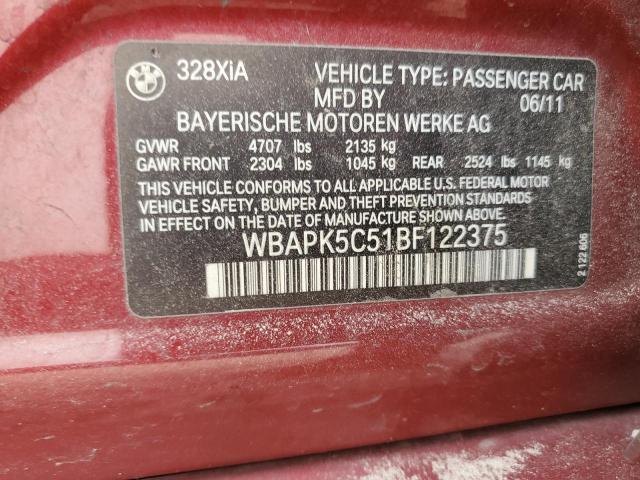 BMW
328XiA VEHICLE TYPE: PASSENGER CAR
MFD BY 06/11
BAYERISCHE MOTOREN WERKE AG
GVWR 4707 lbs 2135 kg
GAWR FRONT 2304 lbs 1045 kg REAR 2524 lbs 1145 kg
THIS VEHICLE CONFORMS TO ALL APPLICABLE U.S. FEDERAL MOTOR
VEHICLE SAFETY, BUMPER AND THEFT PREVENTION STANDARDS
IN EFFECT ON THE DATE OF MANUFACTURE SHOWN ABOVE.
WBAPK5C51BF122375
2 122 606